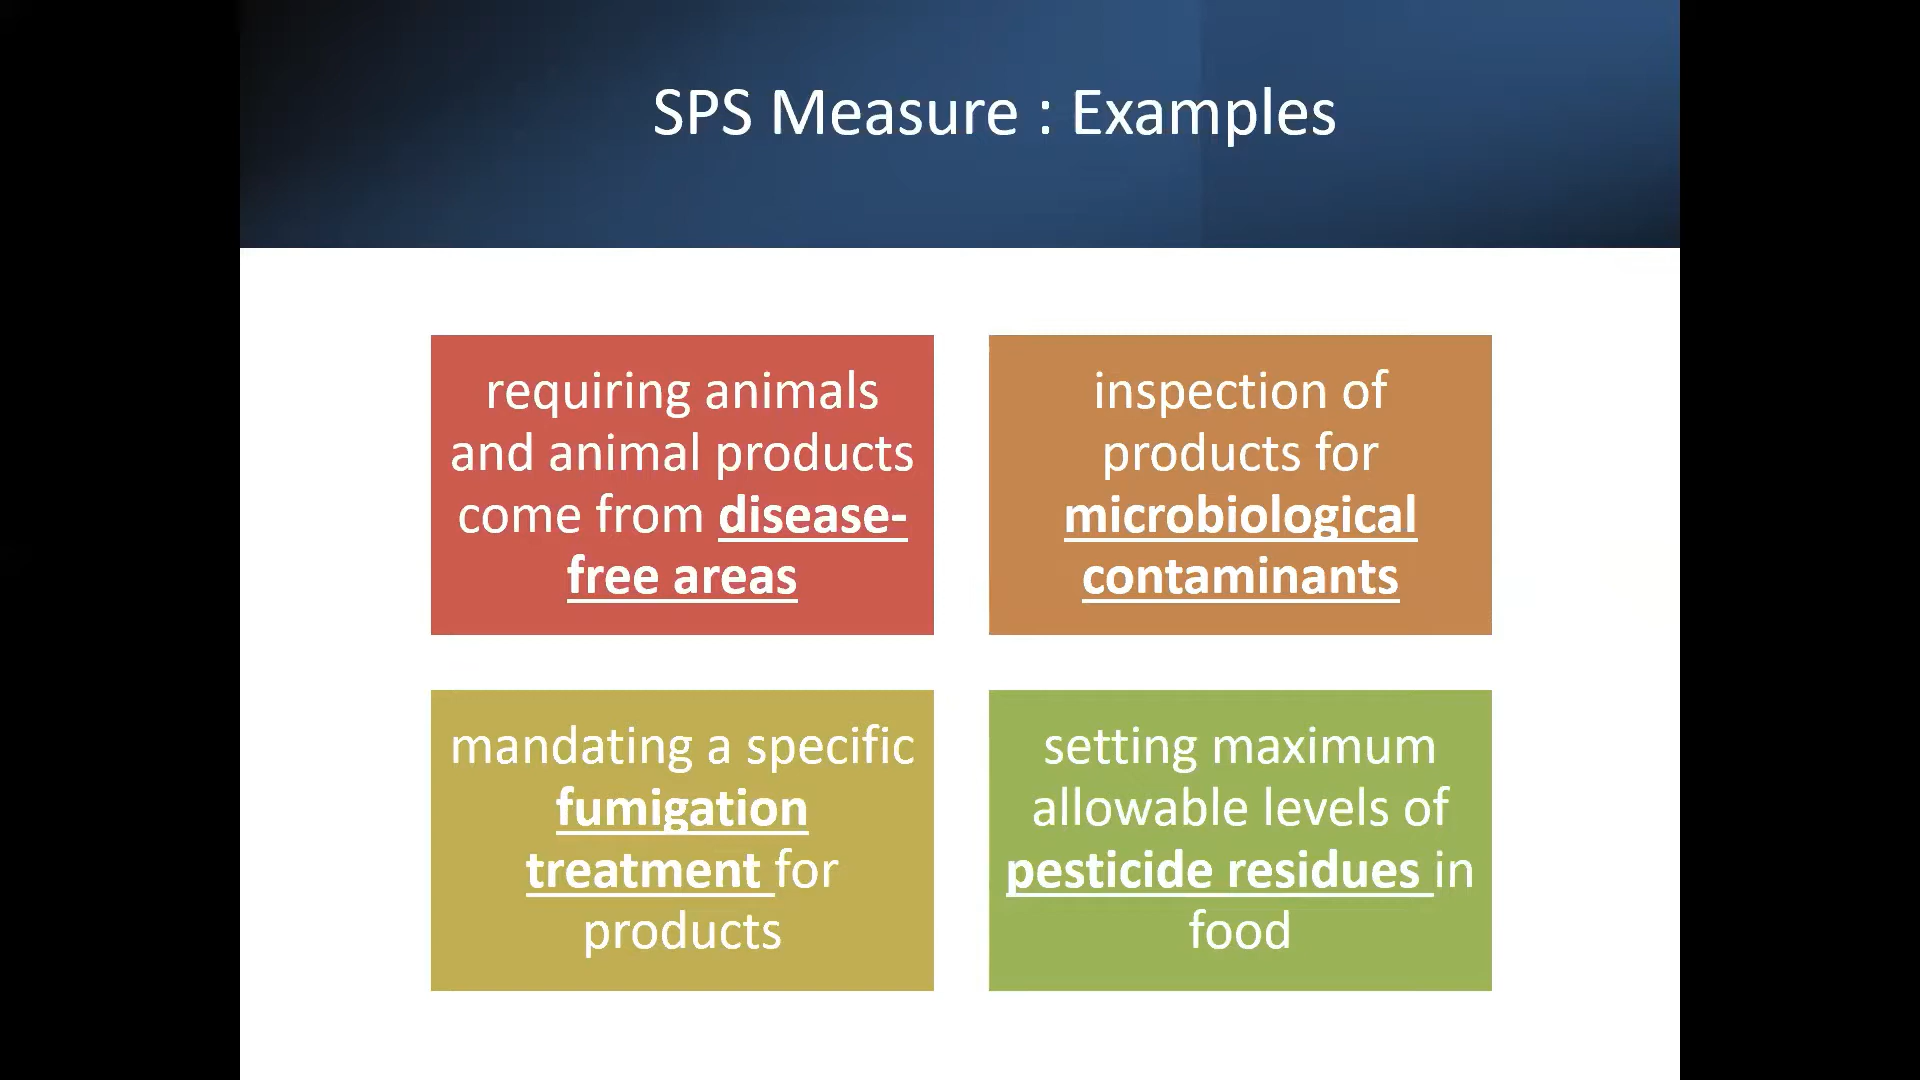 SPS Measure : Examples
requiring animals
and animal products
come from disease-
free areas
inspection of
products for
microbiological
contaminants
mandating a specific
fumigation
treatment for
products
setting maximum
allowable levels of
pesticide residues in
food